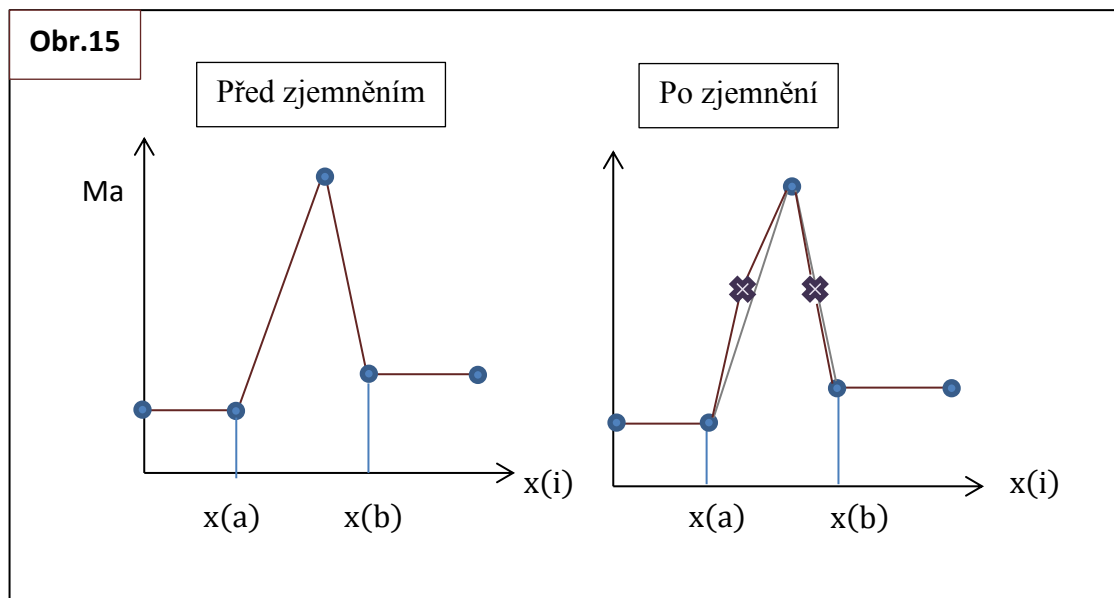 Obr.15
Před zjemněním
Po zjemnění
Ma
x(i)
x(a)
x(b)
x(i)
x(a)
x(b)